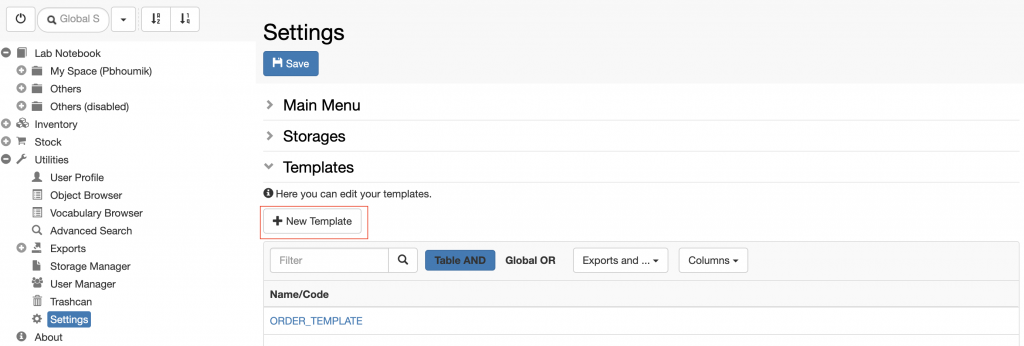 Global S
Lab Notebook
My Space (Pbhoumik)
Others
Others (disabled)
Inventory
Stock
Utilities
User Profile
Object Browser
Vocabulary Browser
Advanced Search
Exports
Storage Manager
User Manager
Trashcan
Settings
About
Settings
Save
Main Menu
Storages
Templates
Here you can edit your templates.
New Template
Filter Table AND Global OR Exports and ... Columns
Name/Code
ORDER_TEMPLATE